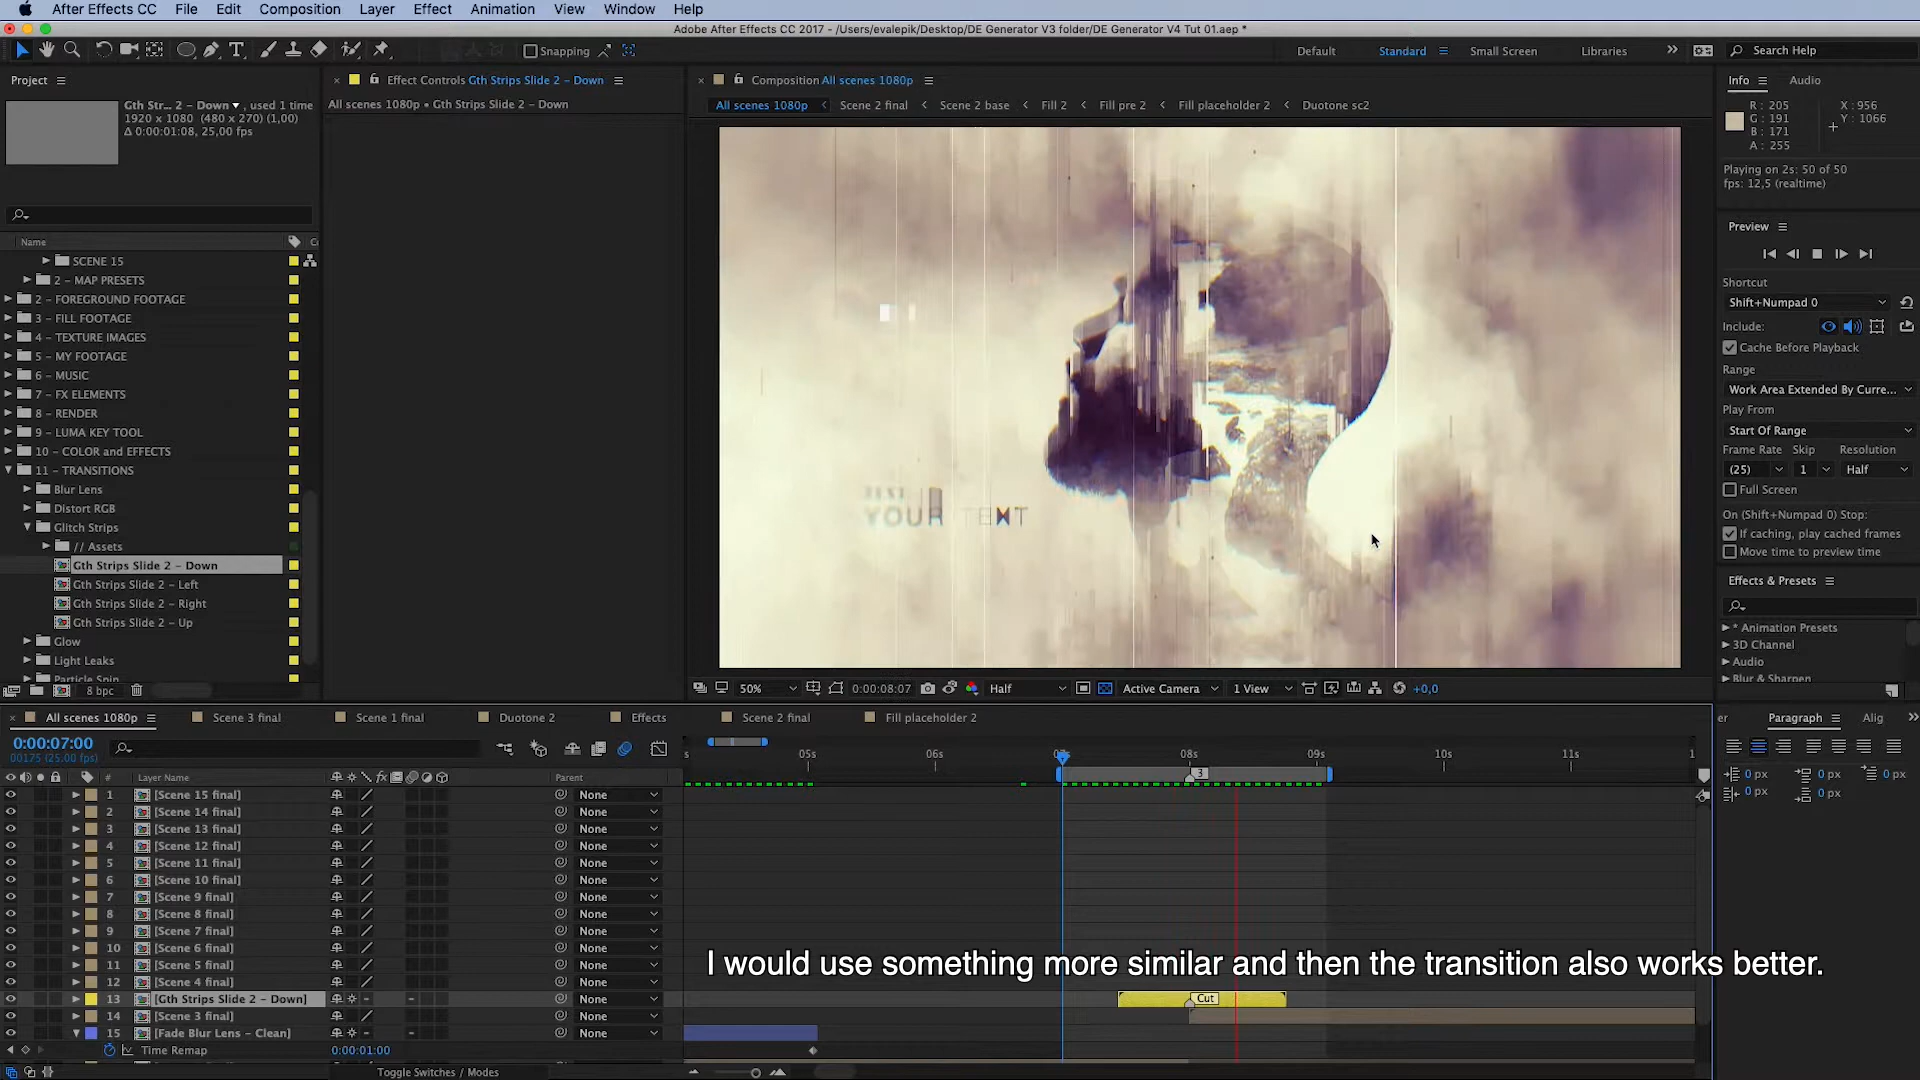 After Effects CC File Edit Composition Layer Effect Animation View Window Help
Adobe After Effects CC 2017 - /Users/evalepik/Desktop/DE Generator V3 folder/DE Generator V4 Tut 01.aep *
Snapping Default Standard Small Screen Libraries Search Help
Project
Gth Str... 2 - Down , used 1 time
1920 x 1080 (480 x 270) (1,00)
Δ 0:00:01:08, 25,00 fps
Name
SCENE 15
2 - MAP PRESETS
2 - FOREGROUND FOOTAGE
3 - FILL FOOTAGE
4 - TEXTURE IMAGES
5 - MY FOOTAGE
6 - MUSIC
7 - FX ELEMENTS
8 - RENDER
9 - LUMA KEY TOOL
10 - COLOR and EFFECTS
11 - TRANSITIONS
Blur Lens
Distort RGB
Glitch Strips
// Assets
Gth Strips Slide 2 - Down
Gth Strips Slide 2 - Left
Gth Strips Slide 2 - Right
Gth Strips Slide 2 - Up
Glow
Light Leaks
Particle Spin
8 bpc
Effect Controls Gth Strips Slide 2 - Down
All scenes 1080p • Gth Strips Slide 2 - Down
Composition All scenes 1080p
All scenes 1080p Scene 2 final Scene 2 base Fill 2 Fill pre 2 Fill placeholder 2 Duotone sc2
YOUR TEXT
50% 0:00:08:07 Half Active Camera 1 View +0,0
Info Audio
R: 205
G: 191
B: 171
A: 255
X: 956
Y: 1066
Playing on 2s: 50 of 50
fps: 12,5 (realtime)
Preview
Shortcut
Shift+Numpad 0
Include:
Cache Before Playback
Range
Work Area Extended By Curre...
Play From
Start Of Range
Frame Rate Skip Resolution
(25) 1 Half
Full Screen
On (Shift+Numpad 0) Stop:
If caching, play cached frames
Move time to preview time
Effects & Presets
* Animation Presets
3D Channel
Audio
Blur & Sharpen
All scenes 1080p Scene 3 final Scene 1 final Duotone 2 Effects Scene 2 final Fill placeholder 2
0:00:07:00
00175 (25.00 fps)
05s 06s 07s 08s 09s 10s 11s
3
# Layer Name Parent
1 [Scene 15 final] None
2 [Scene 14 final] None
3 [Scene 13 final] None
4 [Scene 12 final] None
5 [Scene 11 final] None
6 [Scene 10 final] None
7 [Scene 9 final] None
8 [Scene 8 final] None
9 [Scene 7 final] None
10 [Scene 6 final] None
11 [Scene 5 final] None
12 [Scene 4 final] None
13 [Gth Strips Slide 2 - Down] None
14 [Scene 3 final] None
15 [Fade Blur Lens - Clean] None
Time Remap 0:00:01:00
Toggle Switches / Modes
Cut
I would use something more similar and then the transition also works better.
Paragraph Alig
0 px 0 px 0 px
0 px 0 px